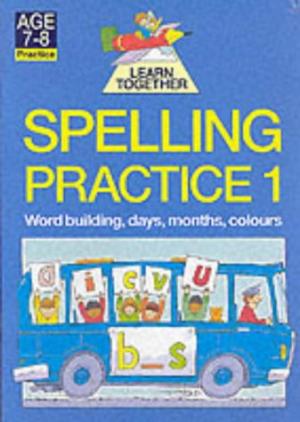 AGE
7-8
Practice
LEARN
TOGETHER
SPELLING
PRACTICE 1
Word building, days, months, colours
a i c v u
b_s